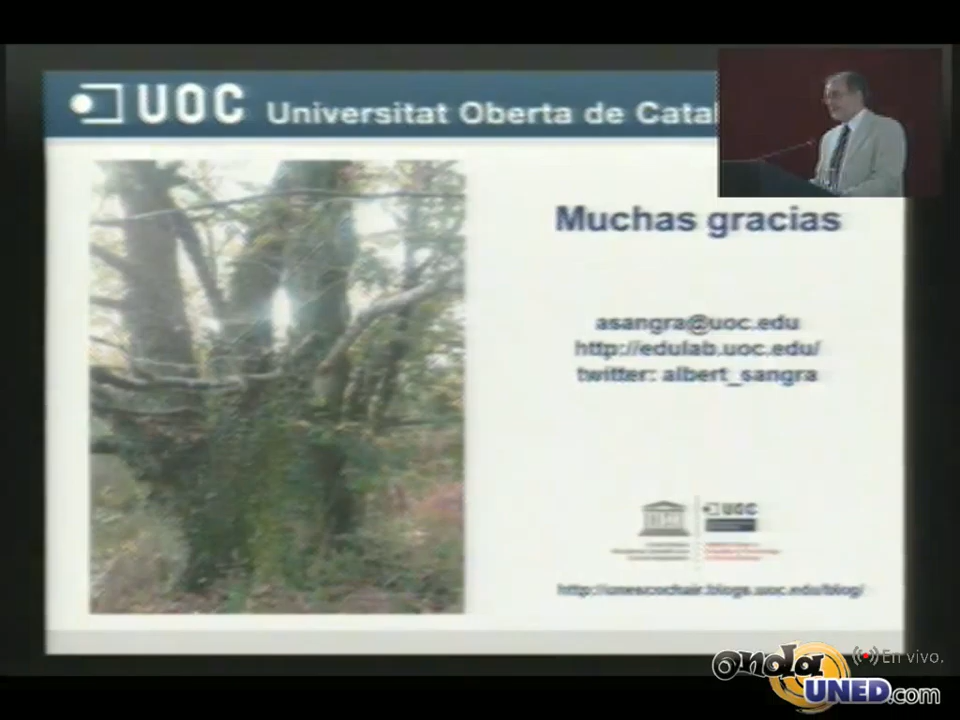 UOC Universitat Oberta de Catal
Muchas gracias
asangra@uoc.edu
http://edulab.uoc.edu/
twitter: albert_sangra
UOC
http://unescochair.blogs.uoc.edu/blog/
En vivo.
onda UNED.com